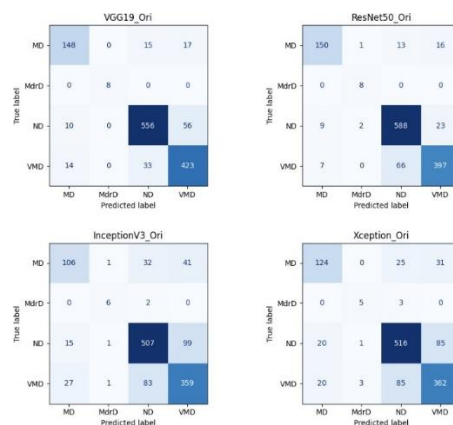 VGG19_Ori
MD 148 0 15 17
MdrD 0 8 0 0
ND 10 0 556 56
VMD 14 0 33 423
MD MdrD ND VMD
Predicted label
True label
ResNet50_Ori
MD 150 1 13 16
MdrD 0 8 0 0
ND 9 2 588 23
VMD 7 0 66 397
MD MdrD ND VMD
Predicted label
True label
InceptionV3_Ori
MD 106 1 32 41
MdrD 0 6 2 0
ND 15 1 507 99
VMD 27 1 83 359
MD MdrD ND VMD
Predicted label
True label
Xception_Ori
MD 124 0 25 31
MdrD 0 5 3 0
ND 20 1 516 85
VMD 20 3 85 362
MD MdrD ND VMD
Predicted label
True label